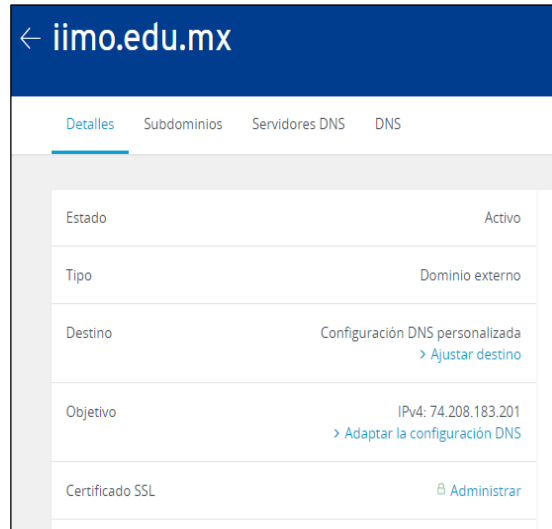 ← iimo.edu.mx
Detalles Subdominios Servidores DNS DNS
Estado Activo
Tipo Dominio externo
Destino Configuración DNS personalizada
> Ajustar destino
Objetivo IPv4: 74.208.183.201
> Adaptar la configuración DNS
Certificado SSL Administrar